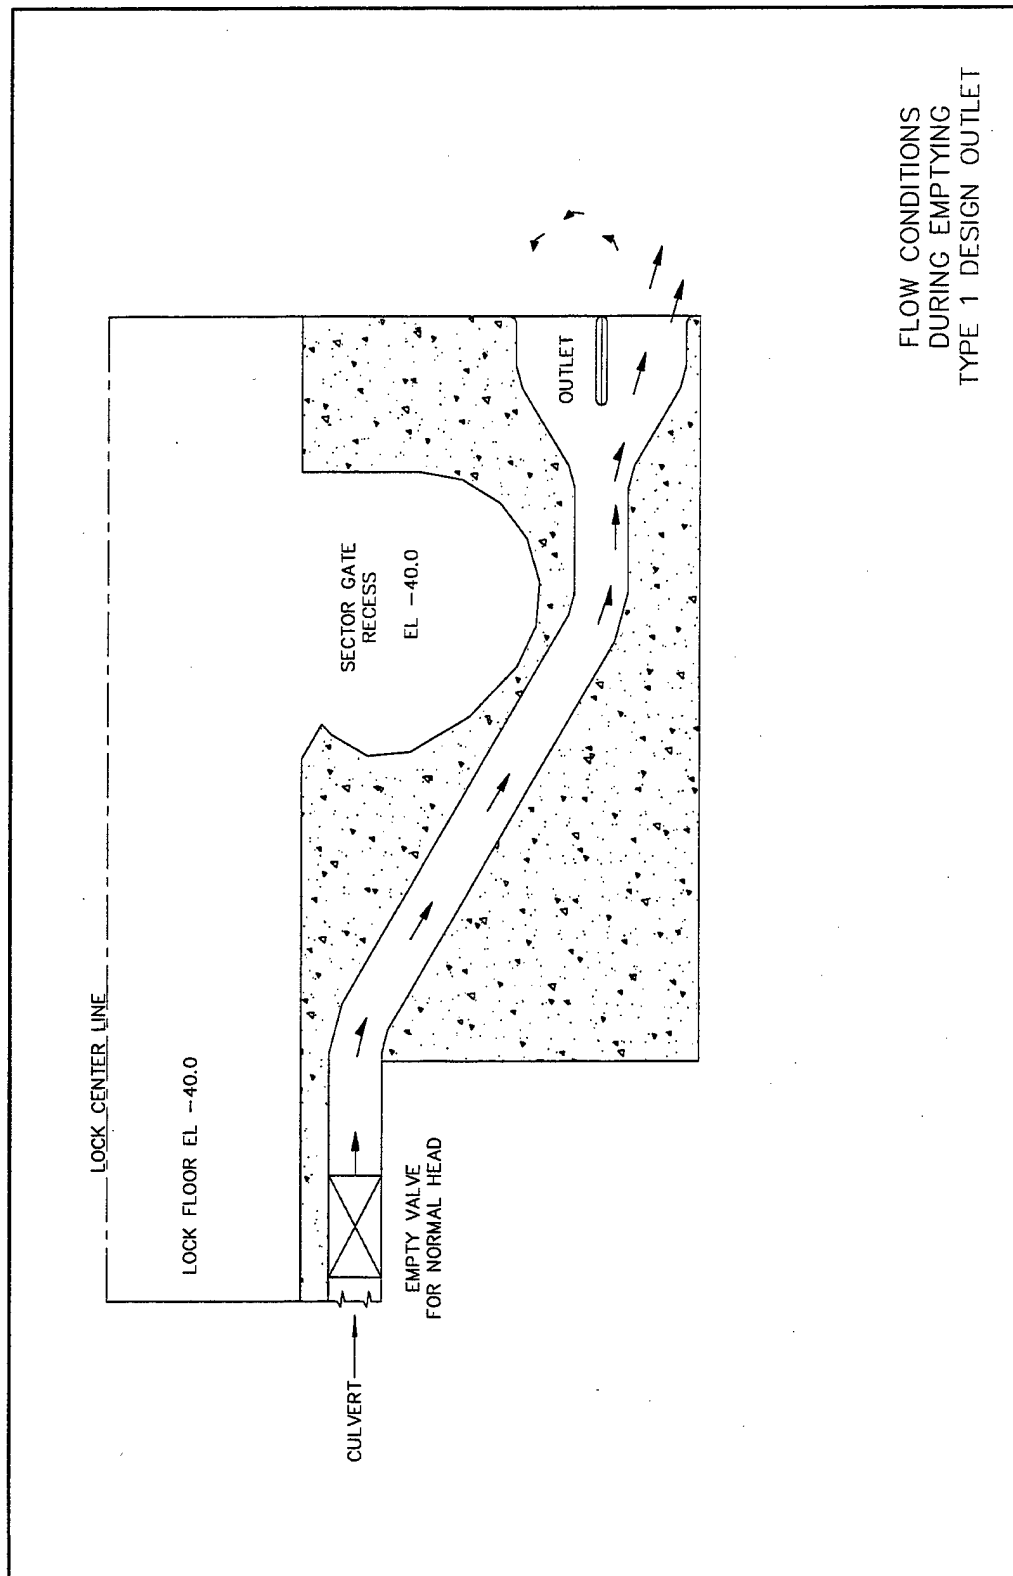 LOCK CENTER LINE
LOCK FLOOR EL -40.0
SECTOR GATE
RECESS
EL -40.0
OUTLET
CULVERT
EMPTY VALVE
FOR NORMAL HEAD
FLOW CONDITIONS
DURING EMPTYING
TYPE 1 DESIGN OUTLET